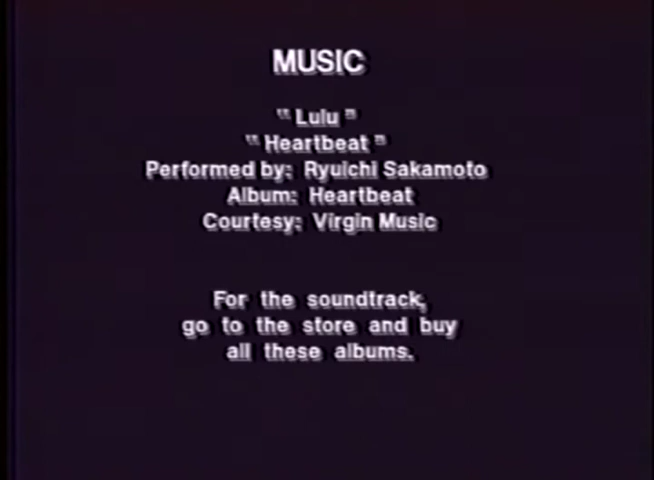 MUSIC
" Lulu "
" Heartbeat "
Performed by: Ryuichi Sakamoto
Album: Heartbeat
Courtesy: Virgin Music
For the soundtrack,
go to the store and buy
all these albums.